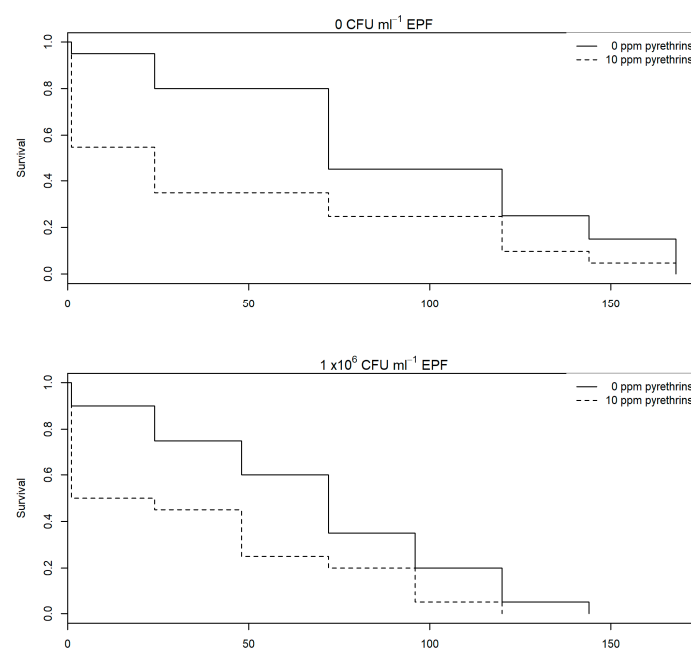 0 CFU ml⁻¹ EPF
0 ppm pyrethrins
10 ppm pyrethrins
Survival
1.0
0.8
0.6
0.4
0.2
0.0
0 50 100 150
1 x10⁶ CFU ml⁻¹ EPF
0 ppm pyrethrins
10 ppm pyrethrins
Survival
1.0
0.8
0.6
0.4
0.2
0.0
0 50 100 150